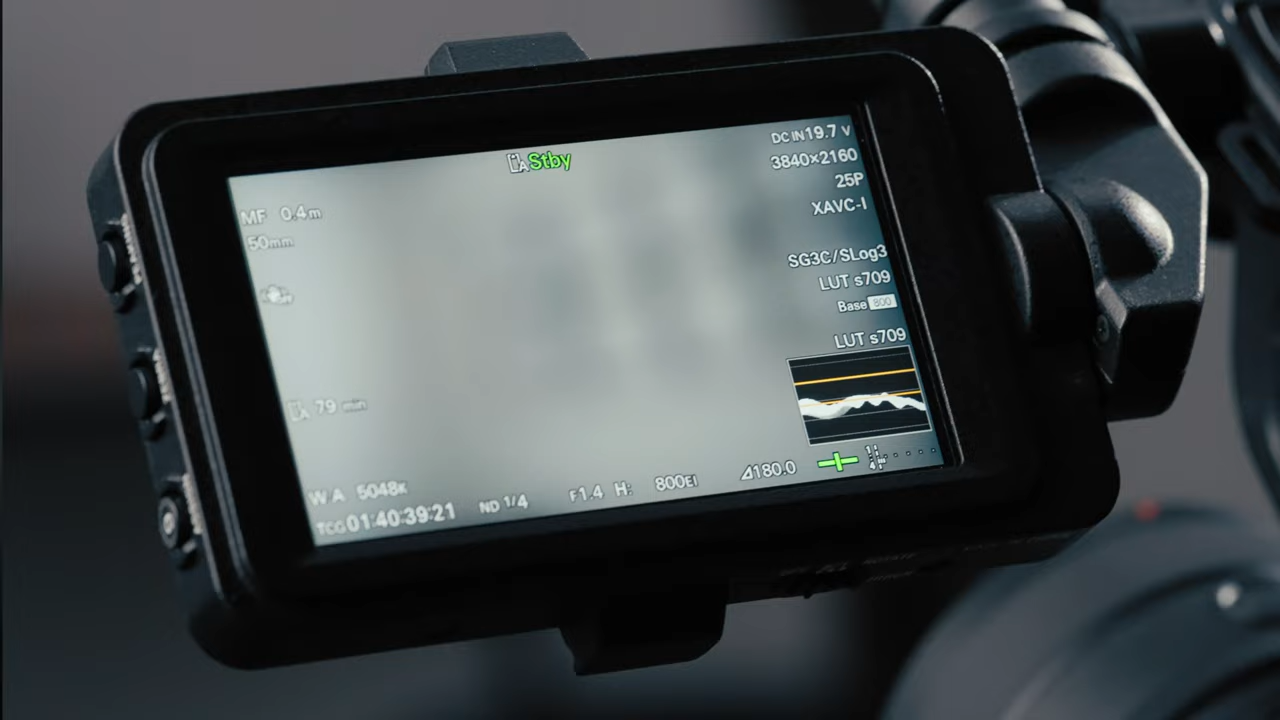 Stby
DC IN 19.7 V
3840×2160
25P
XAVC-I
MF 0.4m
50mm
SG3C/SLog3
LUT s709
Base 800
LUT s709
A 79 min
W A 5048K
TCG 01:40:39:21
ND 1/4
F1.4 H:
800EI
⊿180.0